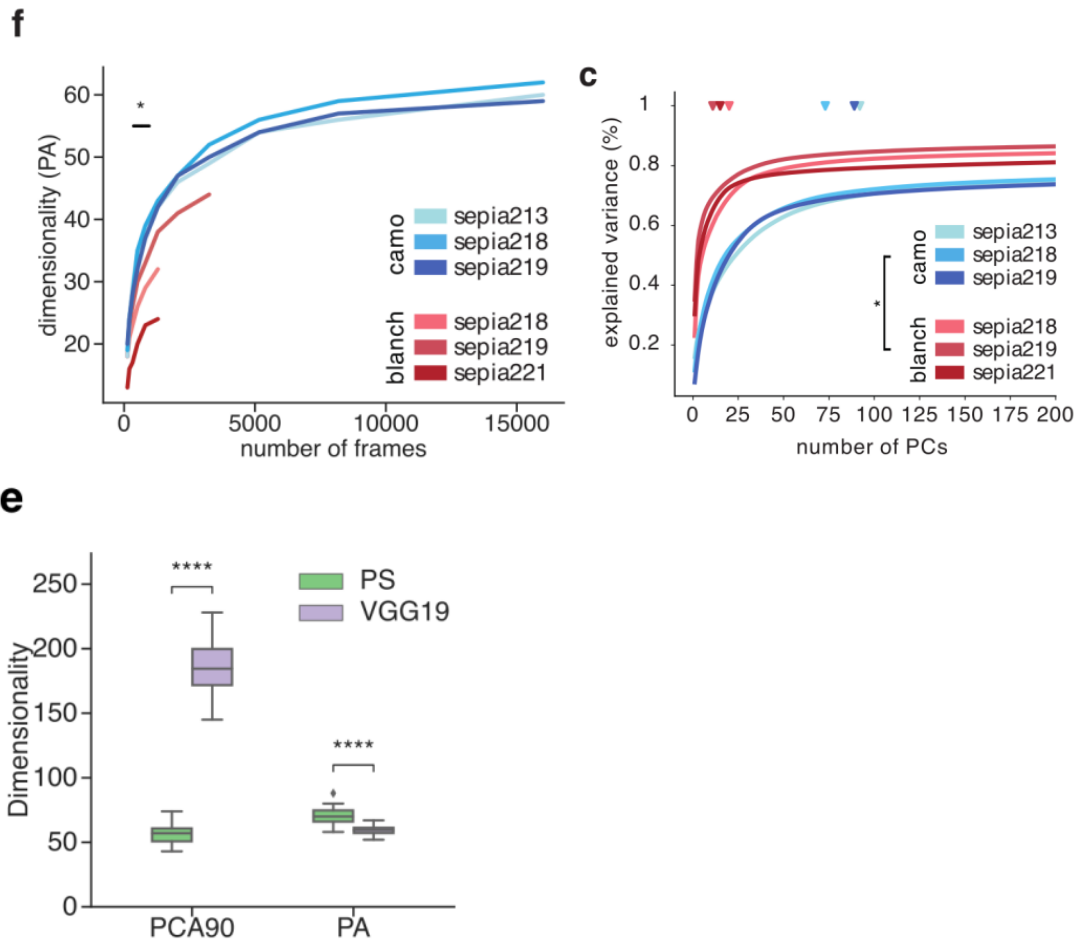 f
dimensionality (PA)
60
50
40
30
20
*
camo
sepia213
sepia218
sepia219
blanch
sepia218
sepia219
sepia221
0 5000 10000 15000
number of frames
c
explained variance (%)
1
0.8
0.6
0.4
0.2
camo
sepia213
sepia218
sepia219
*
blanch
sepia218
sepia219
sepia221
0 25 50 75 100 125 150 175 200
number of PCs
e
Dimensionality
250
200
150
100
50
0
****
****
PS
VGG19
PCA90 PA